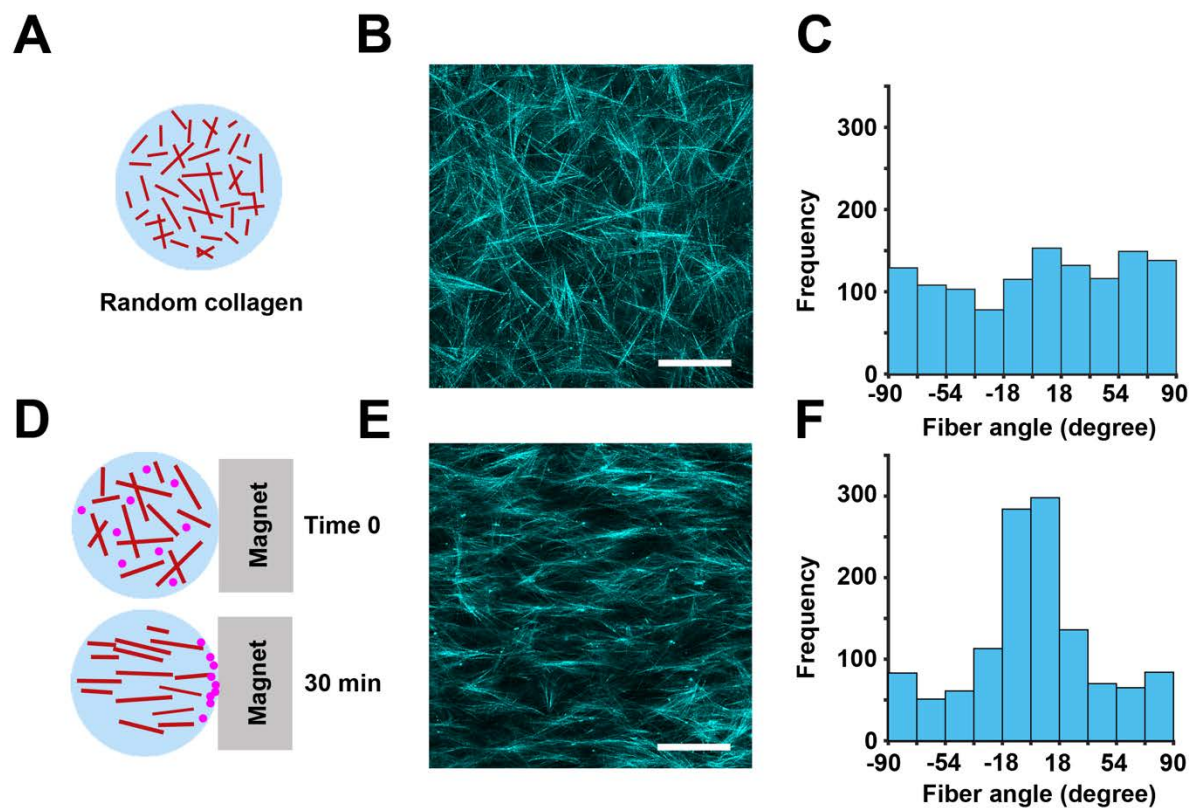 A
B
C
Random collagen
Frequency
300
200
100
0
-90 -54 -18 18 54 90
Fiber angle (degree)
D
E
F
Magnet
Time 0
Magnet
30 min
Frequency
300
200
100
0
-90 -54 -18 18 54 90
Fiber angle (degree)